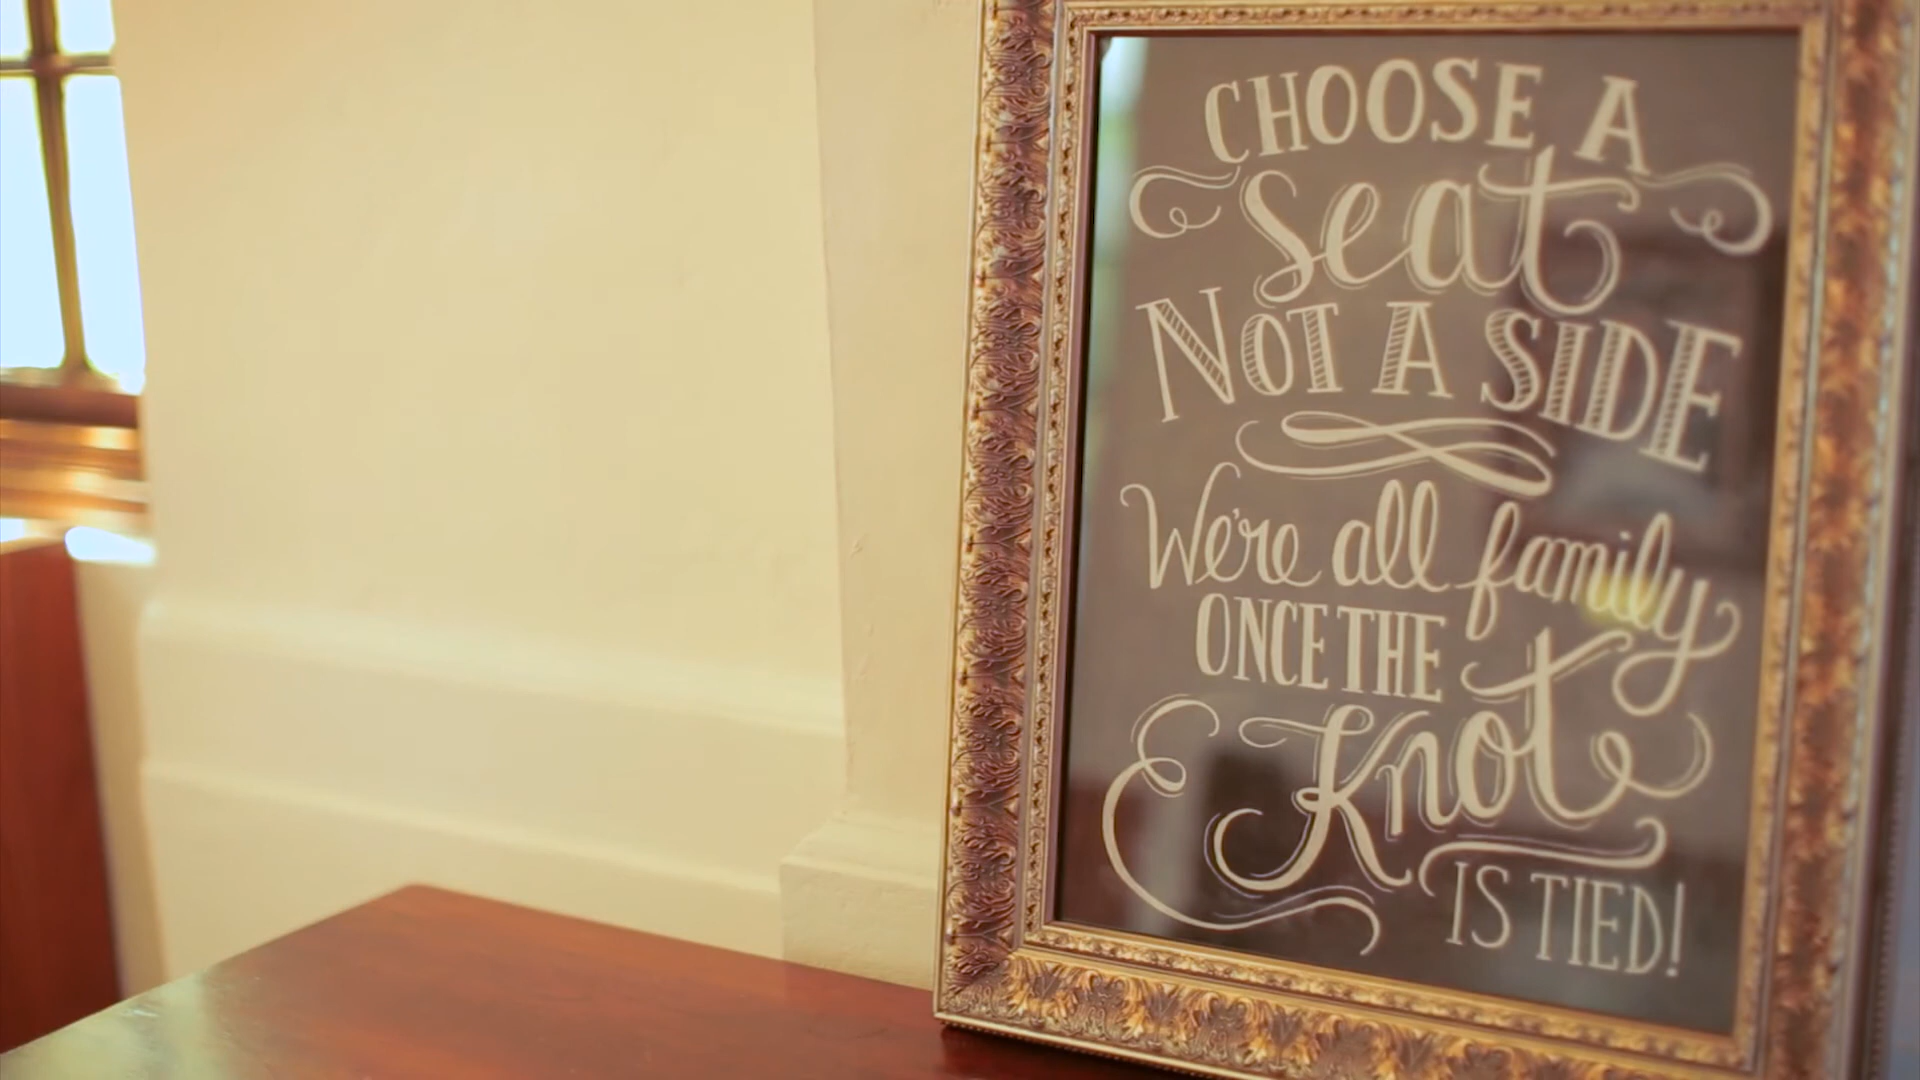 CHOOSE A
seat
NOT A SIDE
We're all family
ONCE THE
Knot
IS TIED!